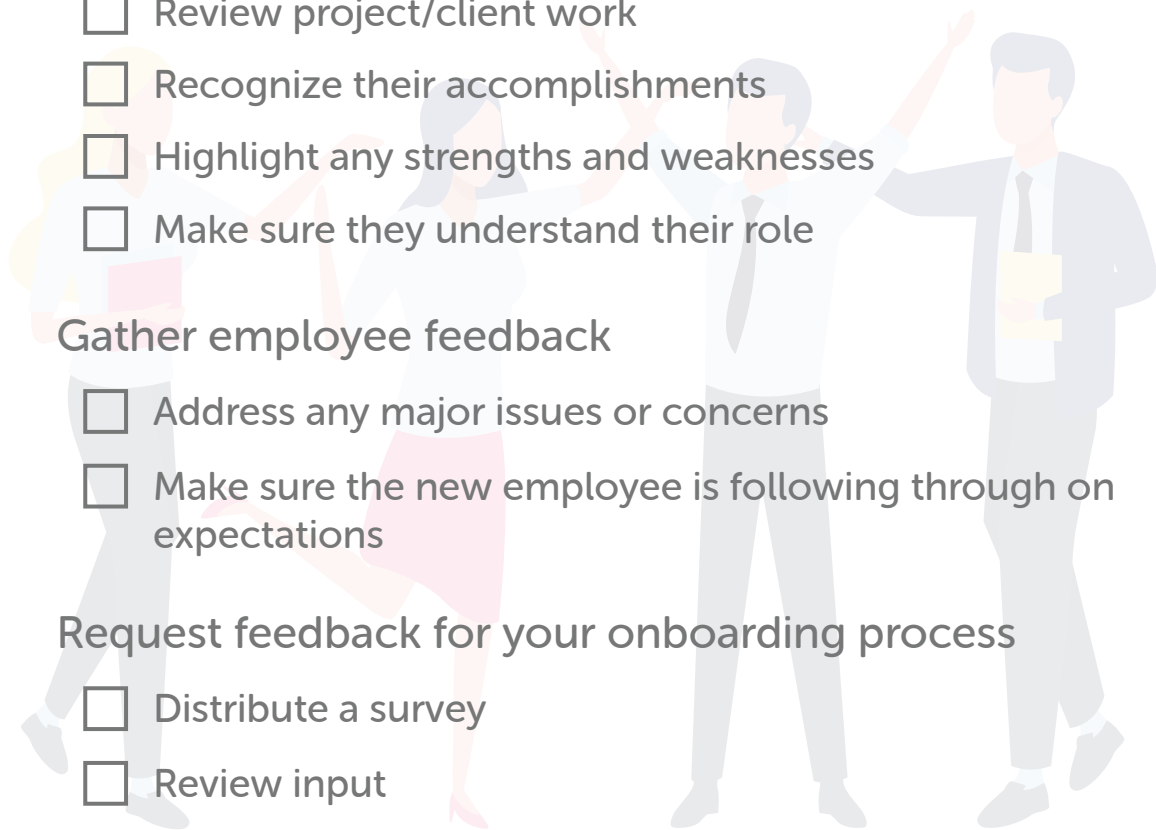 Review project/client work
Recognize their accomplishments
Highlight any strengths and weaknesses
Make sure they understand their role
Gather employee feedback
Address any major issues or concerns
Make sure the new employee is following through on
expectations
Request feedback for your onboarding process
Distribute a survey
Review input